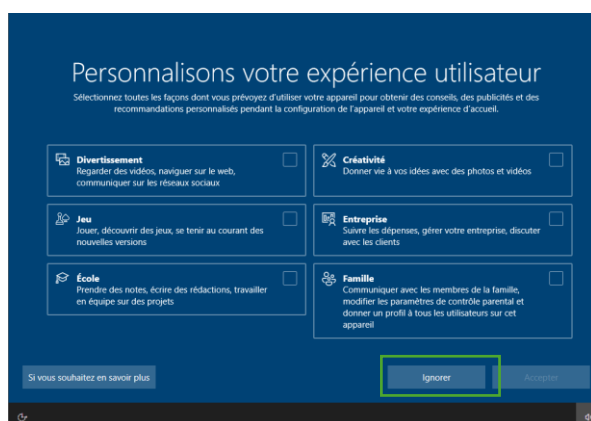 Personnalisons votre expérience utilisateur
Sélectionnez toutes les façons dont vous prévoyez d'utiliser votre appareil pour obtenir des conseils, des publicités et des
recommandations personnalisés pendant la configuration de l'appareil et votre expérience d'accueil.
Divertissement
Regarder des vidéos, naviguer sur le web,
communiquer sur les réseaux sociaux
Créativité
Donner vie à vos idées avec des photos et vidéos
Jeu
Jouer, découvrir des jeux, se tenir au courant des
nouvelles versions
Entreprise
Suivre les dépenses, gérer votre entreprise, discuter
avec les clients
École
Prendre des notes, écrire des rédactions, travailler
en équipe sur des projets
Famille
Communiquer avec les membres de la famille,
modifier les paramètres de contrôle parental et
donner un profil à tous les utilisateurs sur cet
appareil
Si vous souhaitez en savoir plus
Ignorer
Accepter